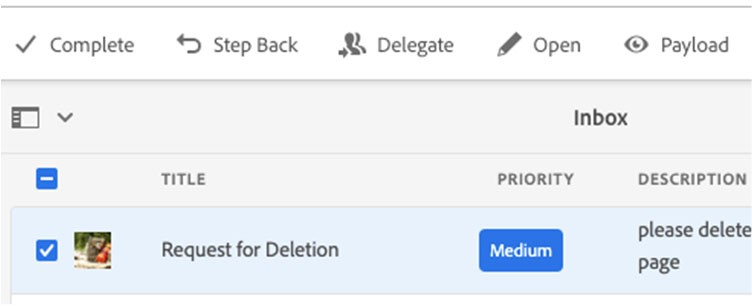 Complete Step Back Delegate Open Payload
Inbox
TITLE PRIORITY DESCRIPTION
Request for Deletion Medium please delete
page